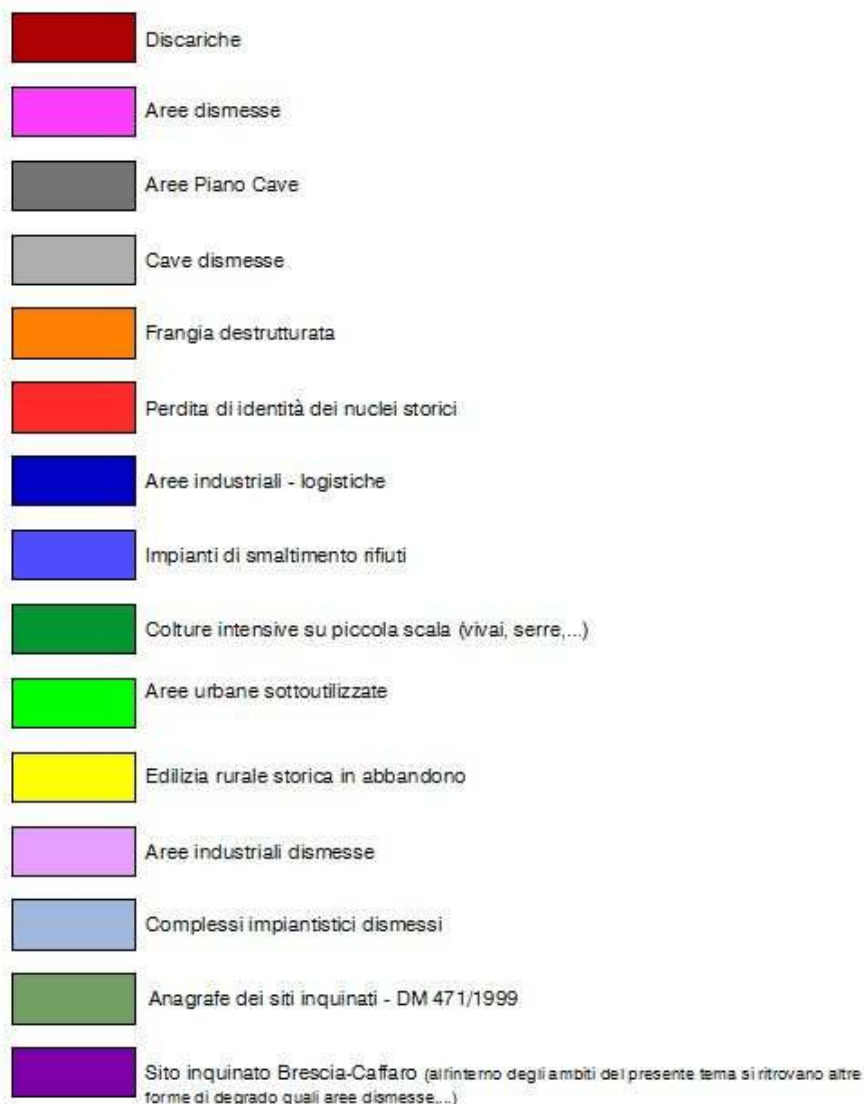 Discariche
Aree dismesse
Aree Piano Cave
Cave dismesse
Frangia destrutturata
Perdita di identità dei nuclei storici
Aree industriali - logistiche
Impianti di smaltimento rifiuti
Colture intensive su piccola scala (vivai, serre,...)
Aree urbane sottoutilizzate
Edilizia rurale storica in abbandono
Aree industriali dismesse
Complessi impiantistici dismessi
Anagrafe dei siti inquinati - DM 471/1999
Sito inquinato Brescia-Caffaro (all'interno degli ambiti del presente tema si ritrovano altre
forme di degrado quali aree dismesse,...)